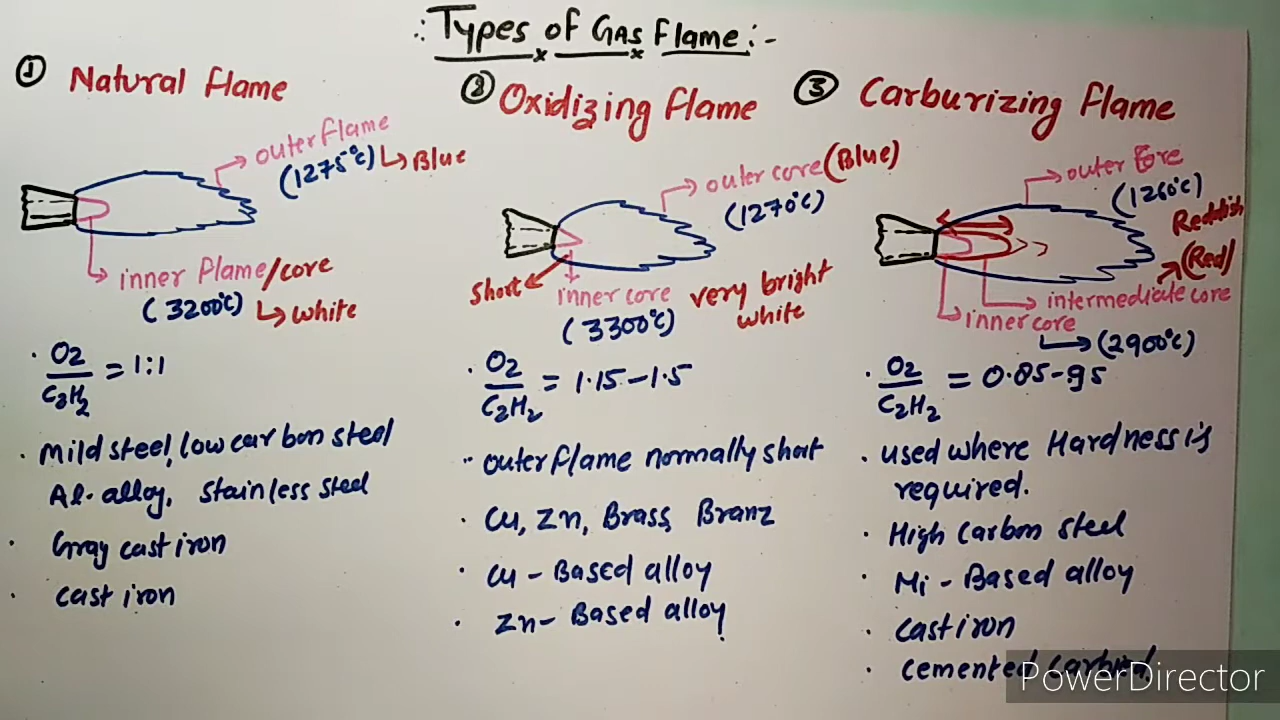 Types of GAS Flame :-
① Natural flame
outer flame
(1275°C) ↳ Blue
inner flame/core
(3200°C) ↳ white
O2/C3H2 = 1:1
Mild steel, low carbon steel
Al-alloy, stainless steel
Gray cast iron
cast iron
② Oxidizing flame
outer core (Blue)
(1270°C)
short
inner core
(3300°C)
very bright
white
O2/C2H2 = 1.15-1.5
outer flame normally short
Cu, Zn, Brass, Branz
Cu - Based alloy
Zn - Based alloy
③ Carburizing flame
outer
(1260°C)
Reddish
(Red)
intermediate core
inner core
(2900°C)
O2/C2H2 = 0.85-95
used where Hardness is
required.
High carbon steel
Ni - Based alloy
cast iron
cemented
PowerDirector